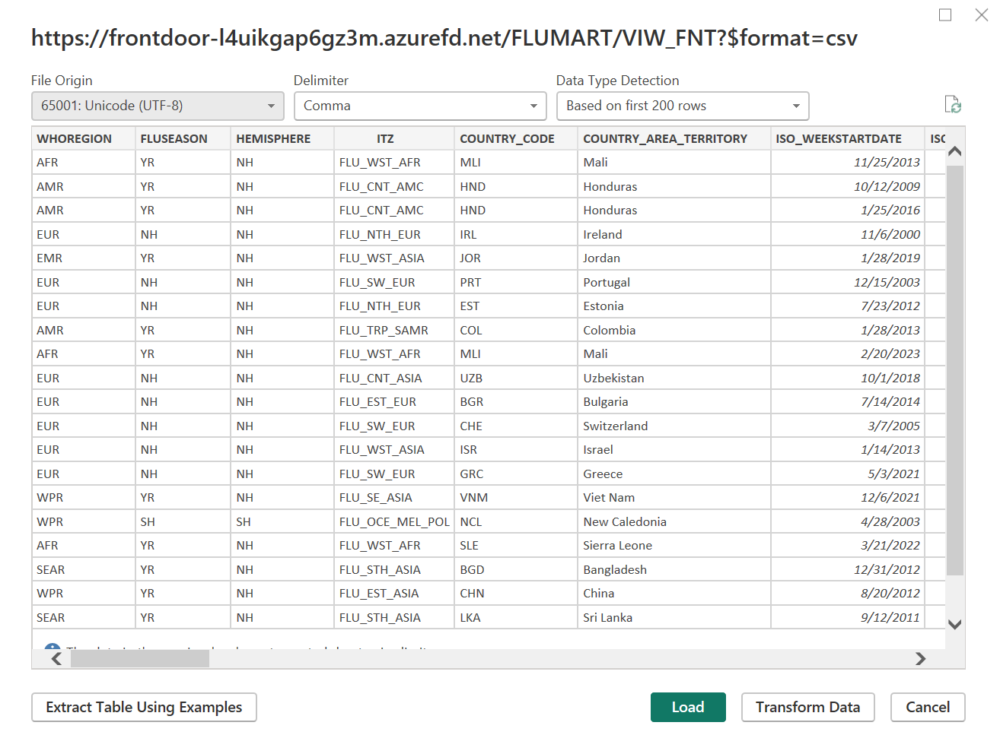 https://frontdoor-l4uikgap6gz3m.azurefd.net/FLUMART/VIW_FNT?$format=csv
File Origin Delimiter Data Type Detection
65001: Unicode (UTF-8) Comma Based on first 200 rows
WHOREGION FLUSEASON HEMISPHERE ITZ COUNTRY_CODE COUNTRY_AREA_TERRITORY ISO_WEEKSTARTDATE
AFR YR NH FLU_WST_AFR MLI Mali 11/25/2013
AMR YR NH FLU_CNT_AMC HND Honduras 10/12/2009
AMR YR NH FLU_CNT_AMC HND Honduras 1/25/2016
EUR NH NH FLU_NTH_EUR IRL Ireland 11/6/2000
EMR YR NH FLU_WST_ASIA JOR Jordan 1/28/2019
EUR NH NH FLU_SW_EUR PRT Portugal 12/15/2003
EUR NH NH FLU_NTH_EUR EST Estonia 7/23/2012
AMR YR NH FLU_TRP_SAMR COL Colombia 1/28/2013
AFR YR NH FLU_WST_AFR MLI Mali 2/20/2023
EUR NH NH FLU_CNT_ASIA UZB Uzbekistan 10/1/2018
EUR NH NH FLU_EST_EUR BGR Bulgaria 7/14/2014
EUR NH NH FLU_SW_EUR CHE Switzerland 3/7/2005
EUR NH NH FLU_WST_ASIA ISR Israel 1/14/2013
EUR NH NH FLU_SW_EUR GRC Greece 5/3/2021
WPR YR NH FLU_SE_ASIA VNM Viet Nam 12/6/2021
WPR SH SH FLU_OCE_MEL_POL NCL New Caledonia 4/28/2003
AFR YR NH FLU_WST_AFR SLE Sierra Leone 3/21/2022
SEAR YR NH FLU_STH_ASIA BGD Bangladesh 12/31/2012
WPR YR NH FLU_EST_ASIA CHN China 8/20/2012
SEAR YR NH FLU_STH_ASIA LKA Sri Lanka 9/12/2011
Extract Table Using Examples Load Transform Data Cancel